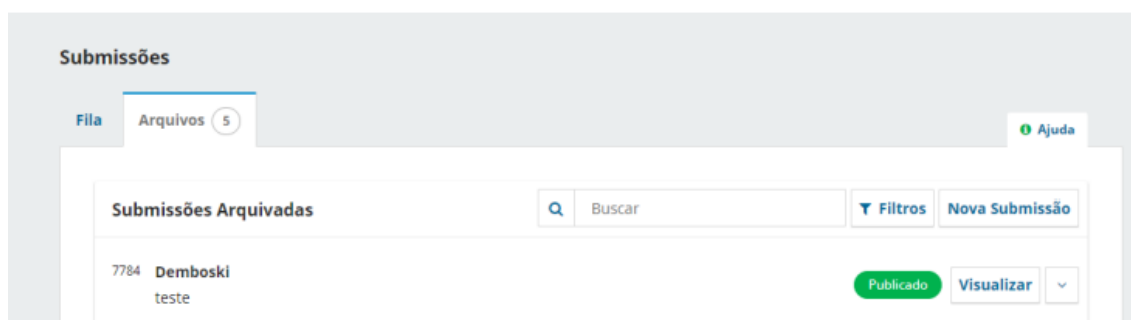 Submissões
Fila Arquivos 5
Ajuda
Submissões Arquivadas Buscar Filtros Nova Submissão
7784 Demboski Publicado Visualizar
teste